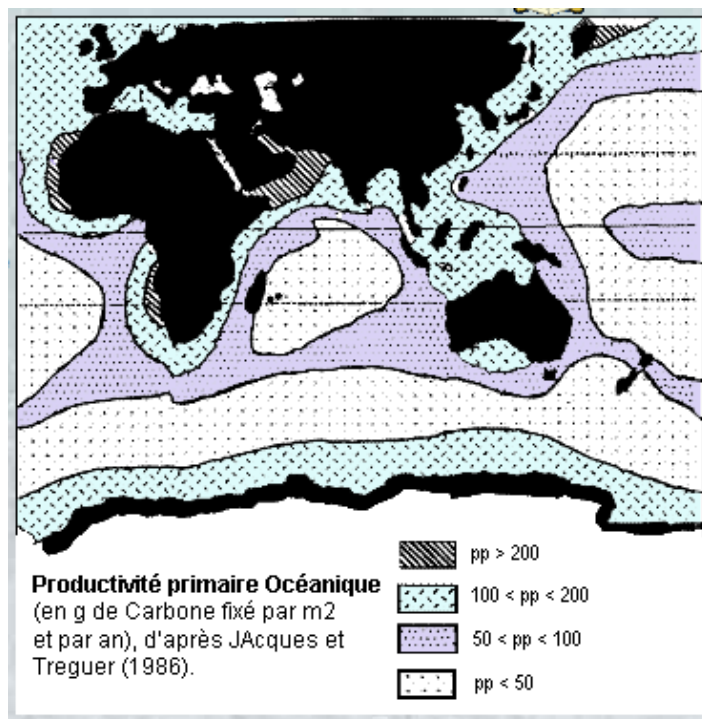 Productivité primaire Océanique
(en g de Carbone fixé par m2
et par an), d'après JAcques et
Treguer (1986).
pp > 200
100 < pp < 200
50 < pp < 100
pp < 50